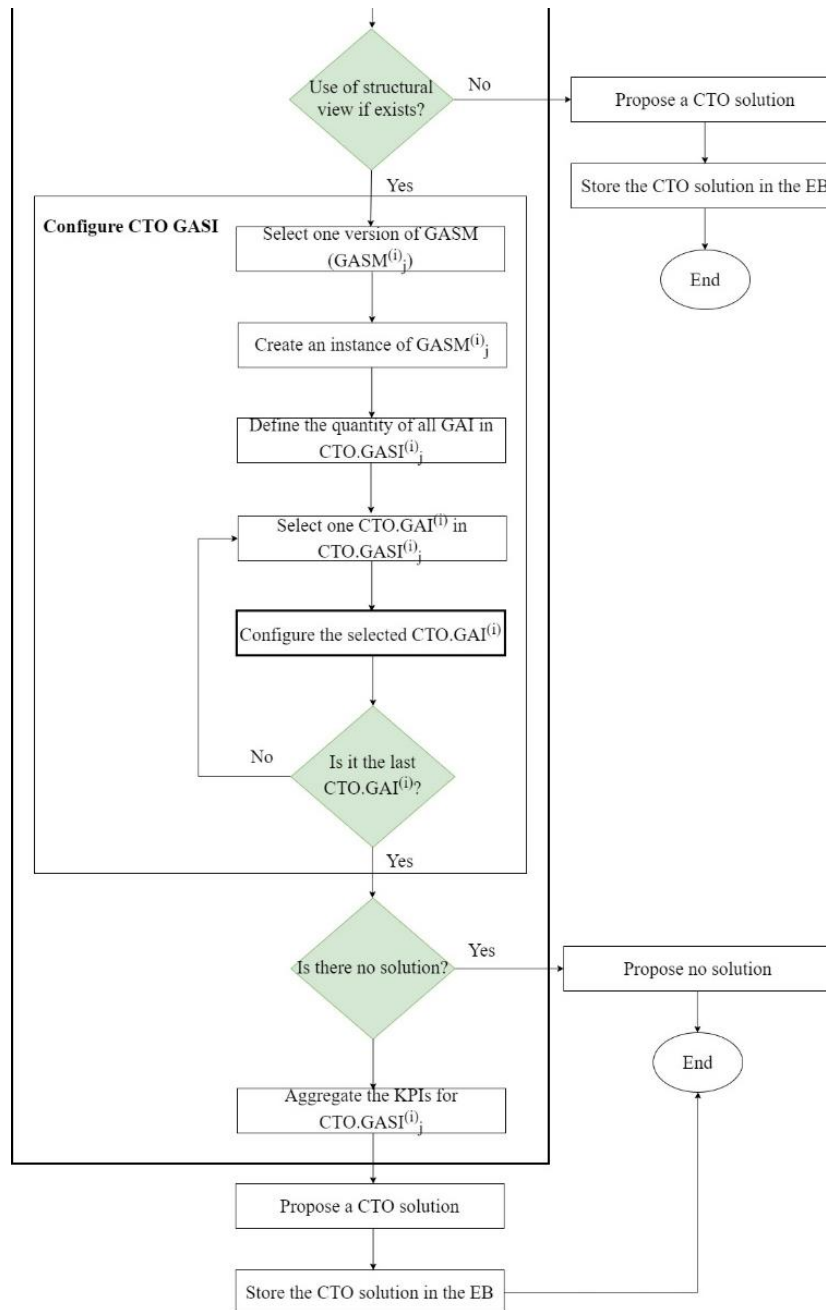 Use of structural
view if exists?
No
Propose a CTO solution
Store the CTO solution in the EB
End
Yes
Configure CTO GASI
Select one version of GASM
(GASM⁽ⁱ⁾ⱼ)
Create an instance of GASM⁽ⁱ⁾ⱼ
Define the quantity of all GAI in
CTO.GASI⁽ⁱ⁾ⱼ
Select one CTO.GAI⁽ⁱ⁾ in
CTO.GASI⁽ⁱ⁾ⱼ
Configure the selected CTO.GAI⁽ⁱ⁾
No
Is it the last
CTO.GAI⁽ⁱ⁾?
Yes
Is there no solution?
Yes
Propose no solution
End
Aggregate the KPIs for
CTO.GASI⁽ⁱ⁾ⱼ
Propose a CTO solution
Store the CTO solution in the EB